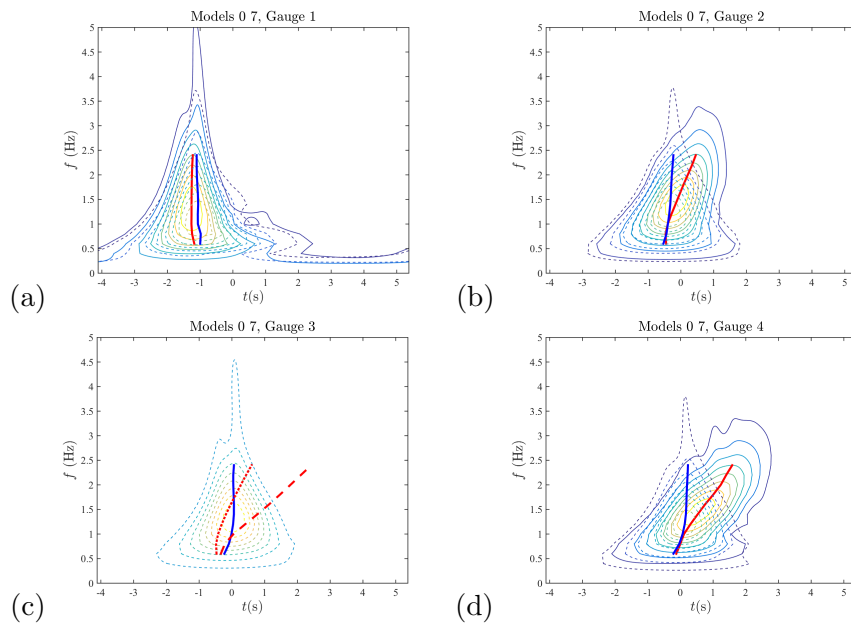 Models 0 7, Gauge 1
5
4.5
4
3.5
3
2.5
2
1.5
1
0.5
0
f (Hz)
-4 -3 -2 -1 0 1 2 3 4 5
t(s)
(a)
Models 0 7, Gauge 2
5
4.5
4
3.5
3
2.5
2
1.5
1
0.5
0
f (Hz)
-4 -3 -2 -1 0 1 2 3 4 5
t(s)
(b)
Models 0 7, Gauge 3
5
4.5
4
3.5
3
2.5
2
1.5
1
0.5
0
f (Hz)
-4 -3 -2 -1 0 1 2 3 4 5
t(s)
(c)
Models 0 7, Gauge 4
5
4.5
4
3.5
3
2.5
2
1.5
1
0.5
0
f (Hz)
-4 -3 -2 -1 0 1 2 3 4 5
t(s)
(d)